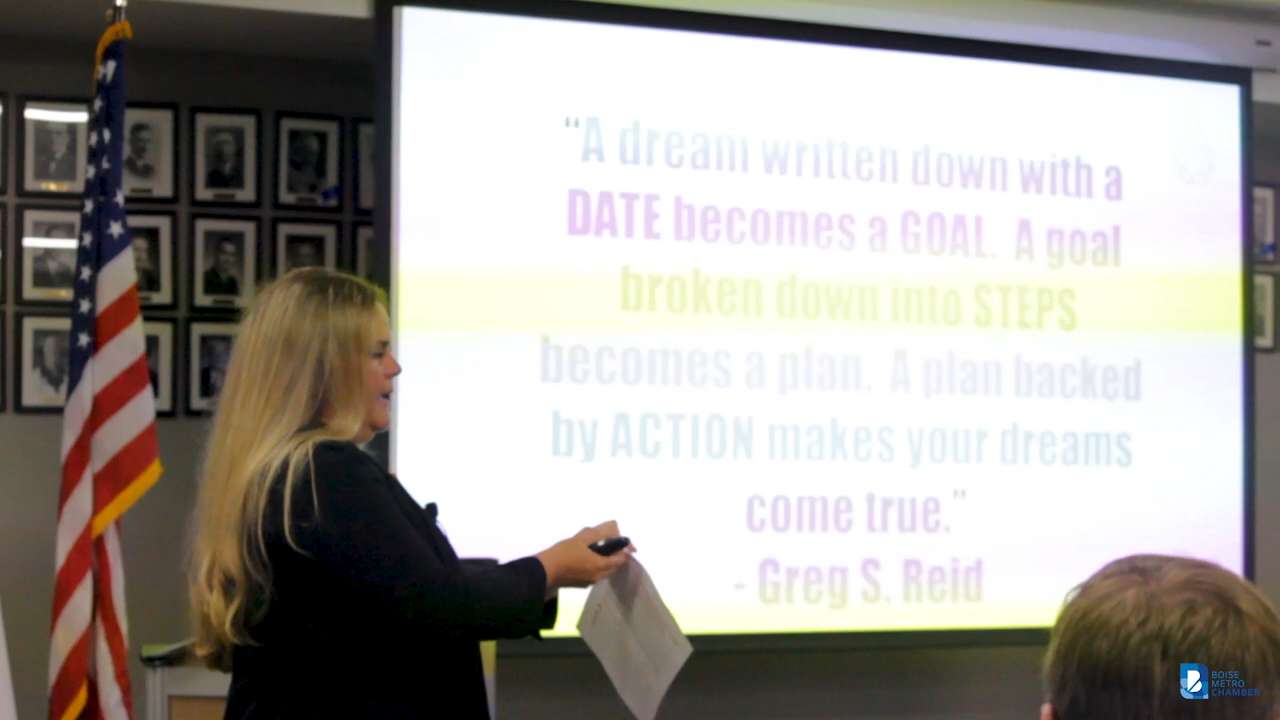 “A dream written down with a
DATE becomes a GOAL. A goal
broken down into STEPS
becomes a plan. A plan backed
by ACTION makes your dreams
come true.”
- Greg S. Reid
BOISE
METRO
CHAMBER